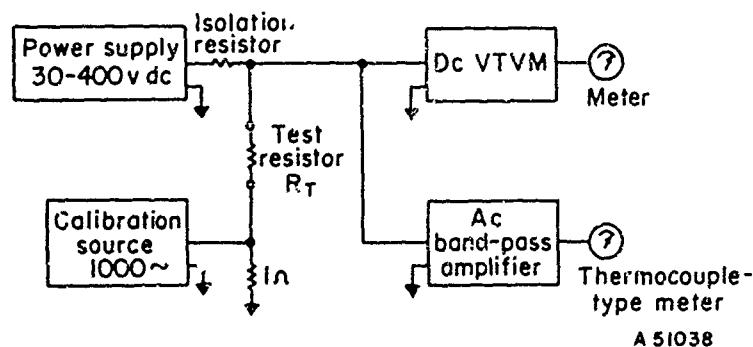 Isolation
resistor
Power supply
30-400 v dc
Dc VTVM
Meter
Test
resistor
R_T
Calibration
source
1000 ~
1Ω
Ac
band-pass
amplifier
Thermocouple-
type meter
A 51038